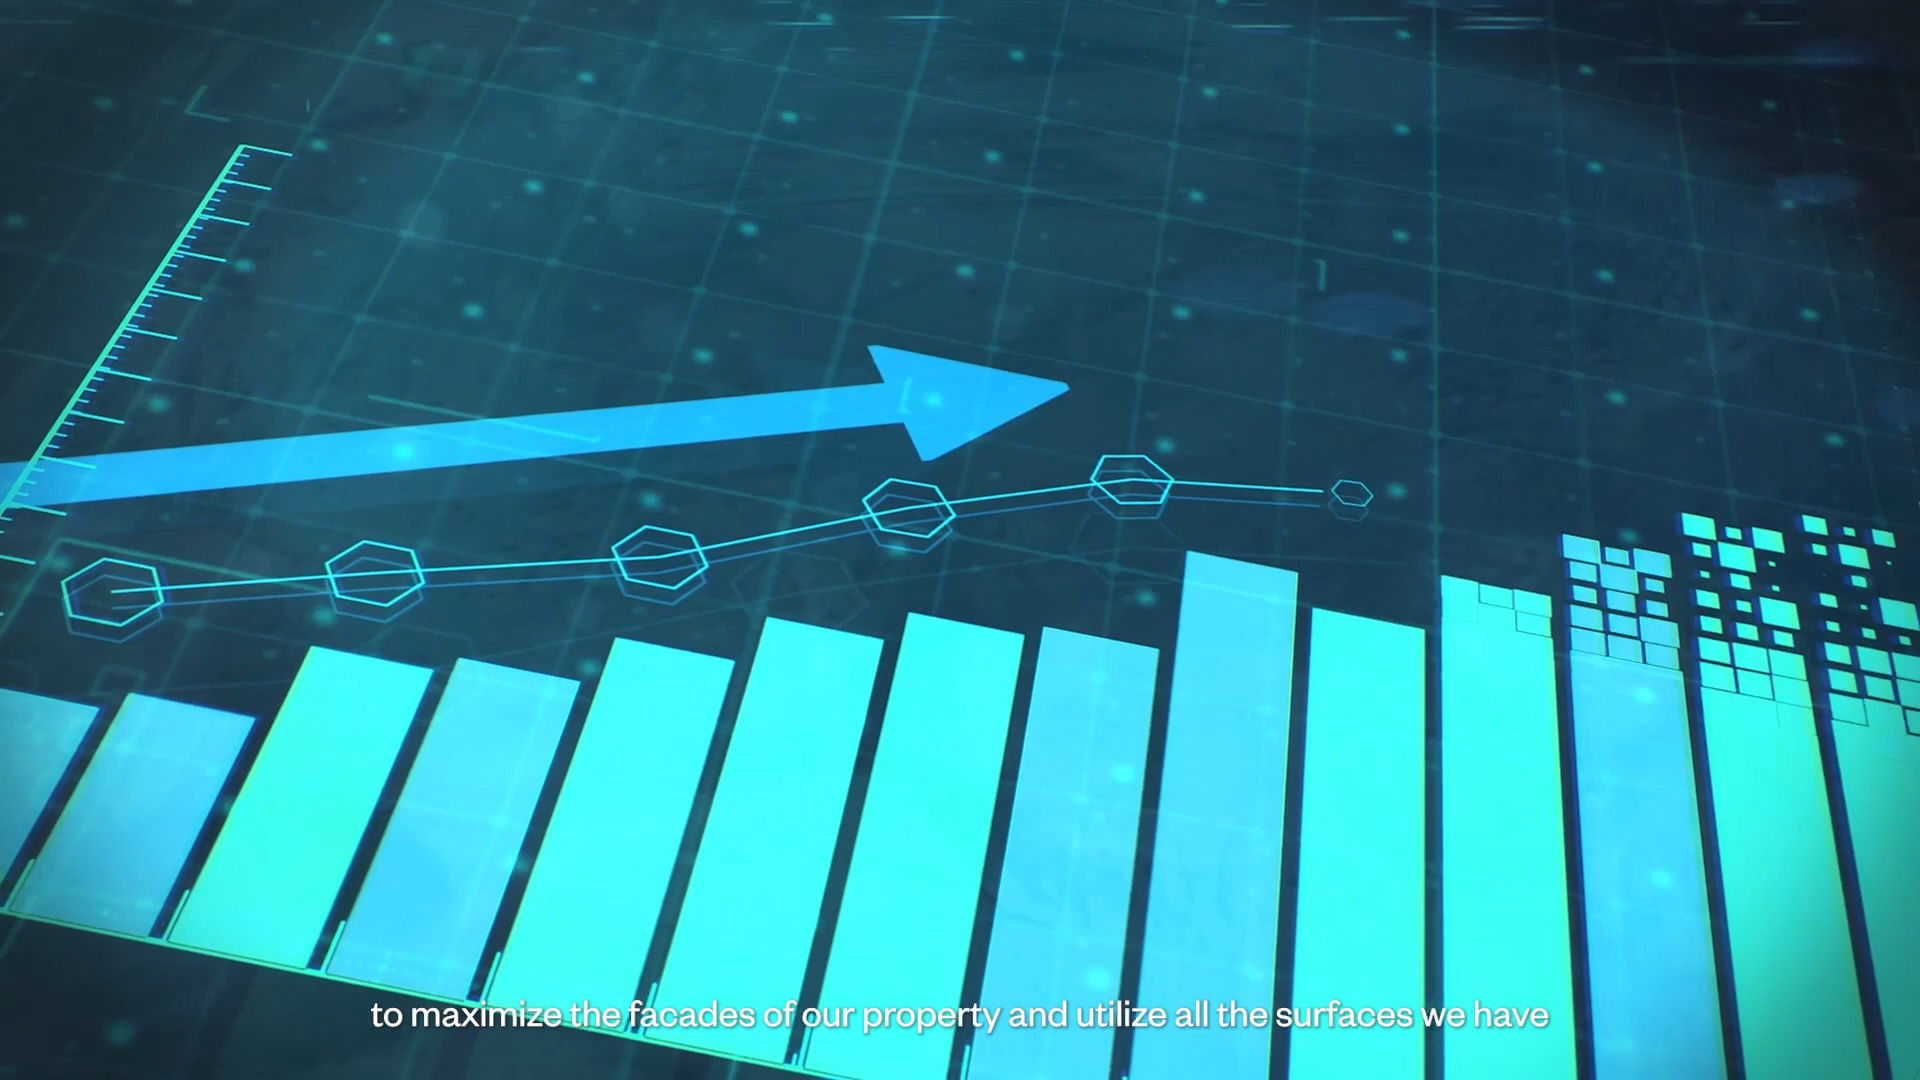 to maximize the facades of our property and utilize all the surfaces we have